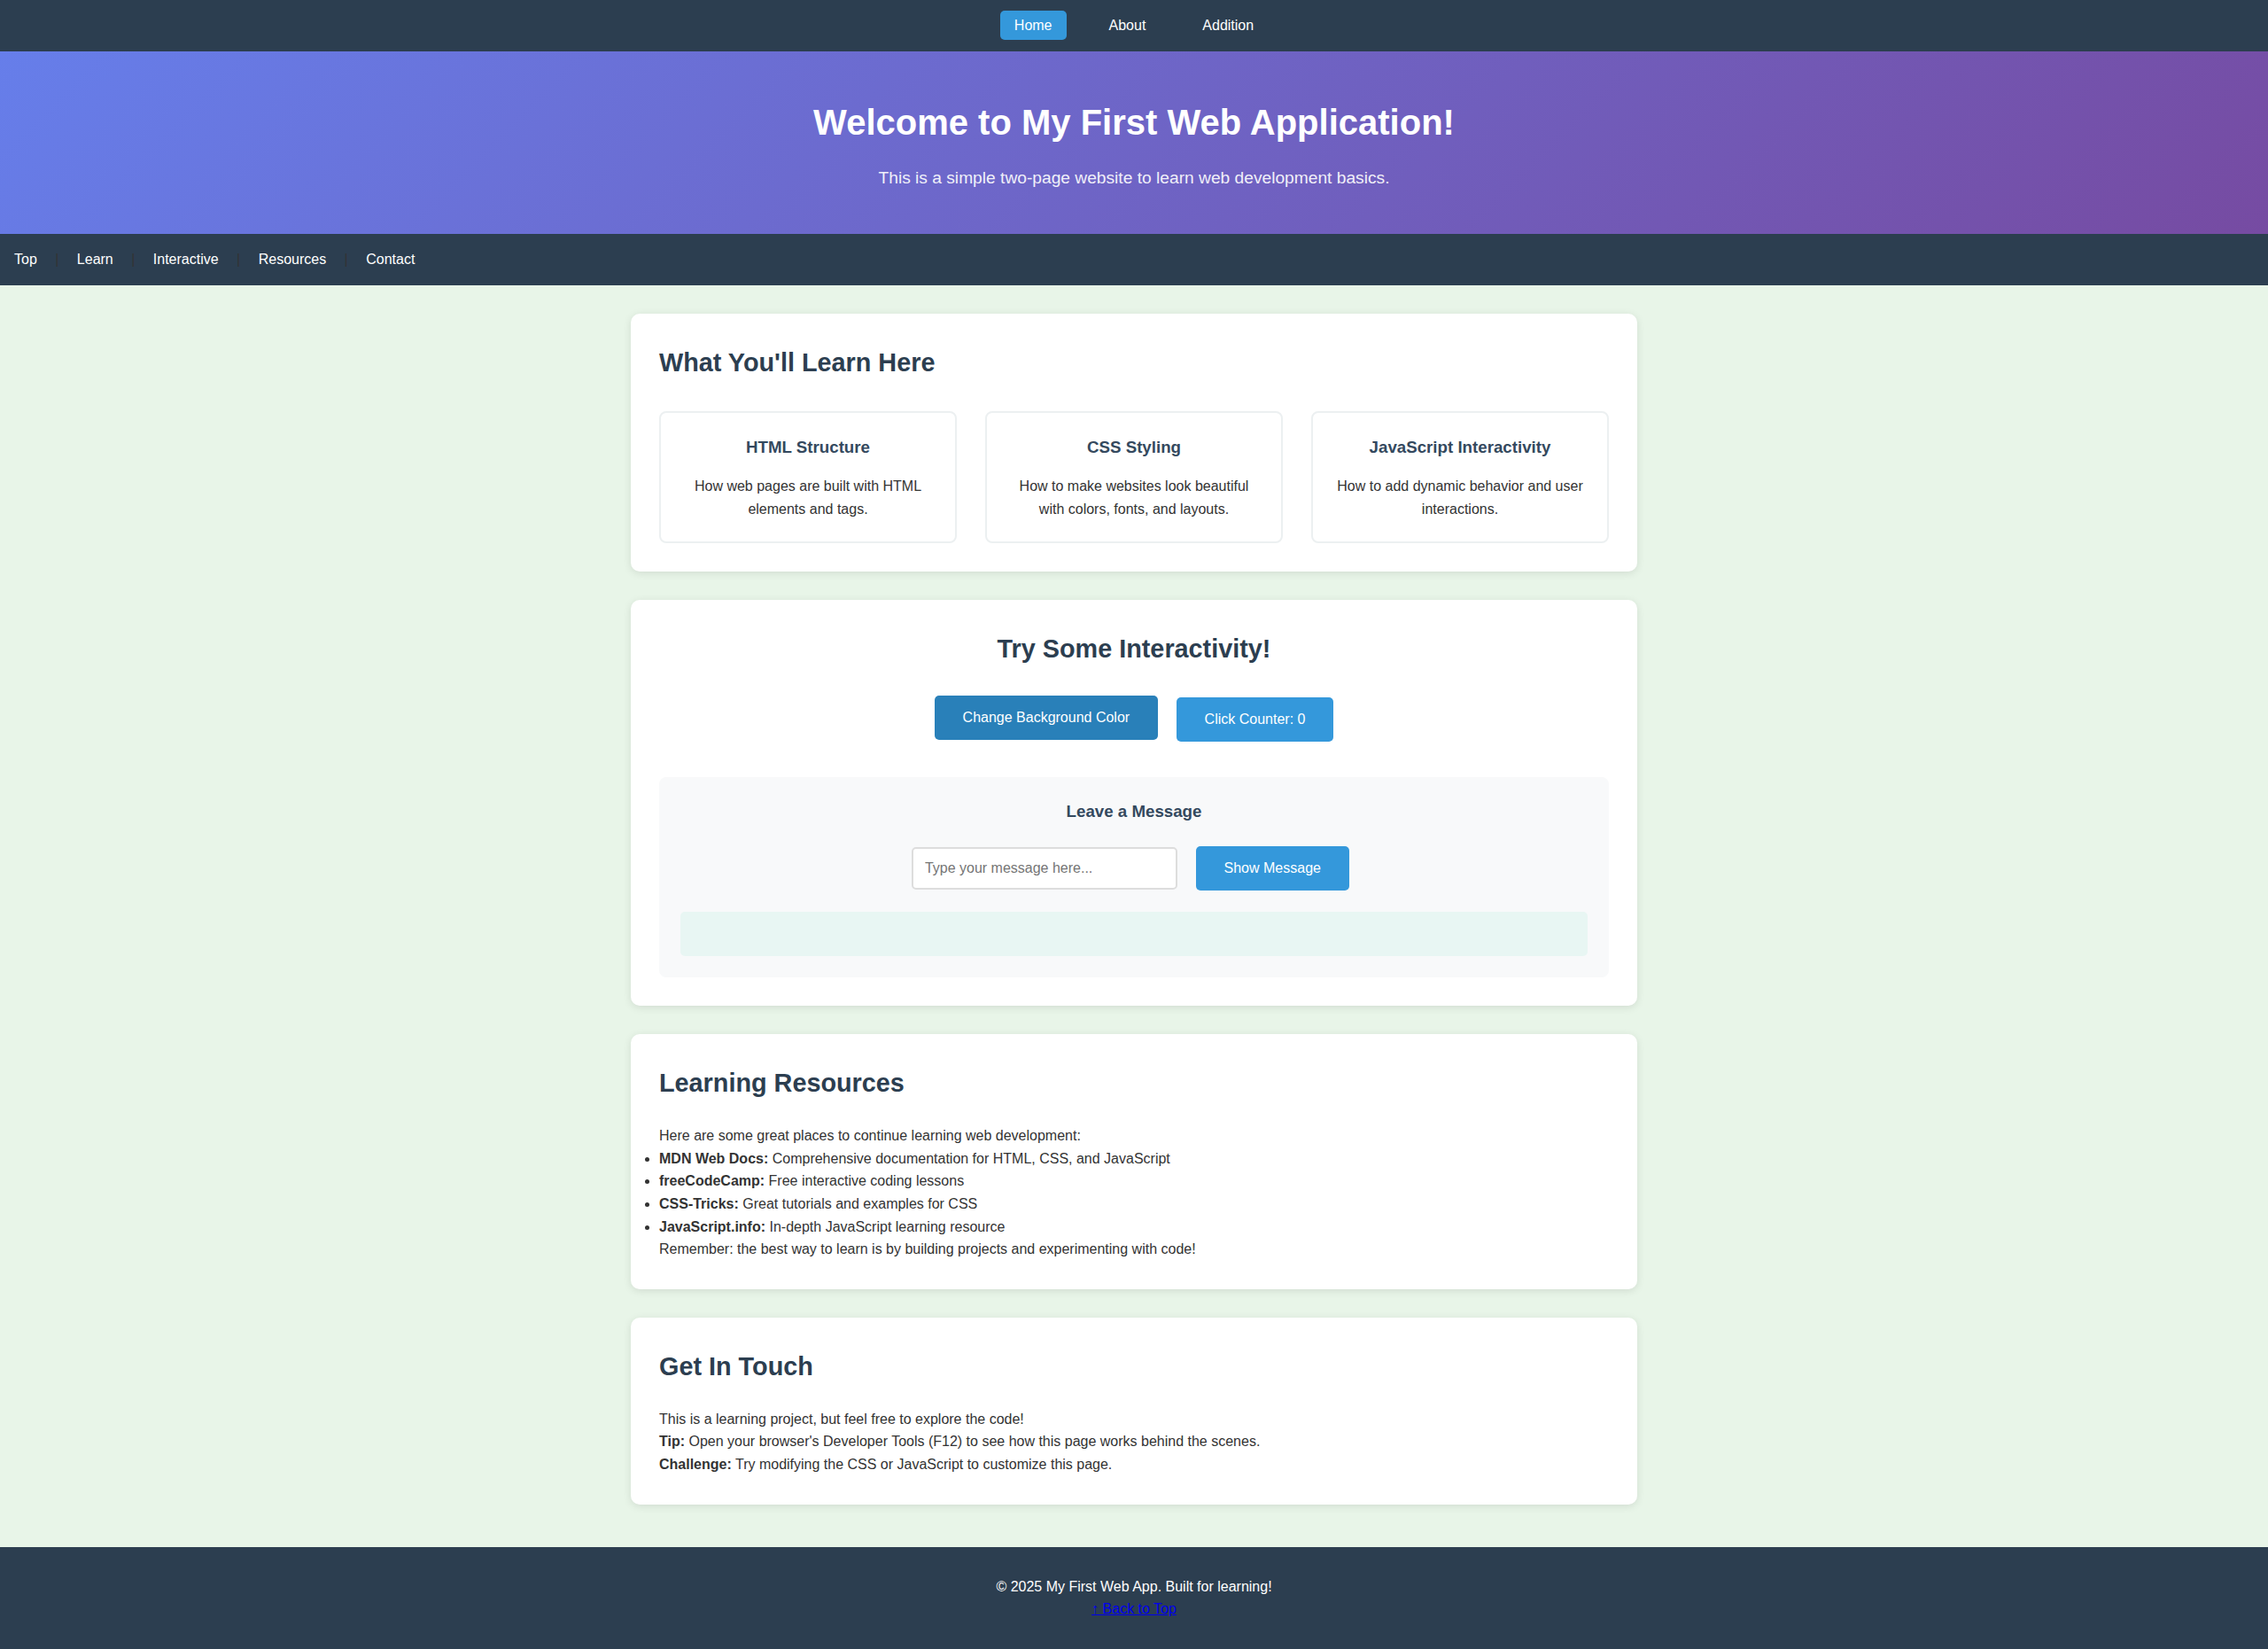 Home About Addition
Welcome to My First Web Application!
This is a simple two-page website to learn web development basics.
Top | Learn | Interactive | Resources | Contact
What You'll Learn Here
HTML Structure
How web pages are built with HTML
elements and tags.
CSS Styling
How to make websites look beautiful
with colors, fonts, and layouts.
JavaScript Interactivity
How to add dynamic behavior and user
interactions.
Try Some Interactivity!
Change Background Color Click Counter: 0
Leave a Message
Type your message here... Show Message
Learning Resources
Here are some great places to continue learning web development:
• MDN Web Docs: Comprehensive documentation for HTML, CSS, and JavaScript
• freeCodeCamp: Free interactive coding lessons
• CSS-Tricks: Great tutorials and examples for CSS
• JavaScript.info: In-depth JavaScript learning resource
Remember: the best way to learn is by building projects and experimenting with code!
Get In Touch
This is a learning project, but feel free to explore the code!
Tip: Open your browser's Developer Tools (F12) to see how this page works behind the scenes.
Challenge: Try modifying the CSS or JavaScript to customize this page.
© 2025 My First Web App. Built for learning!
↑ Back to Top